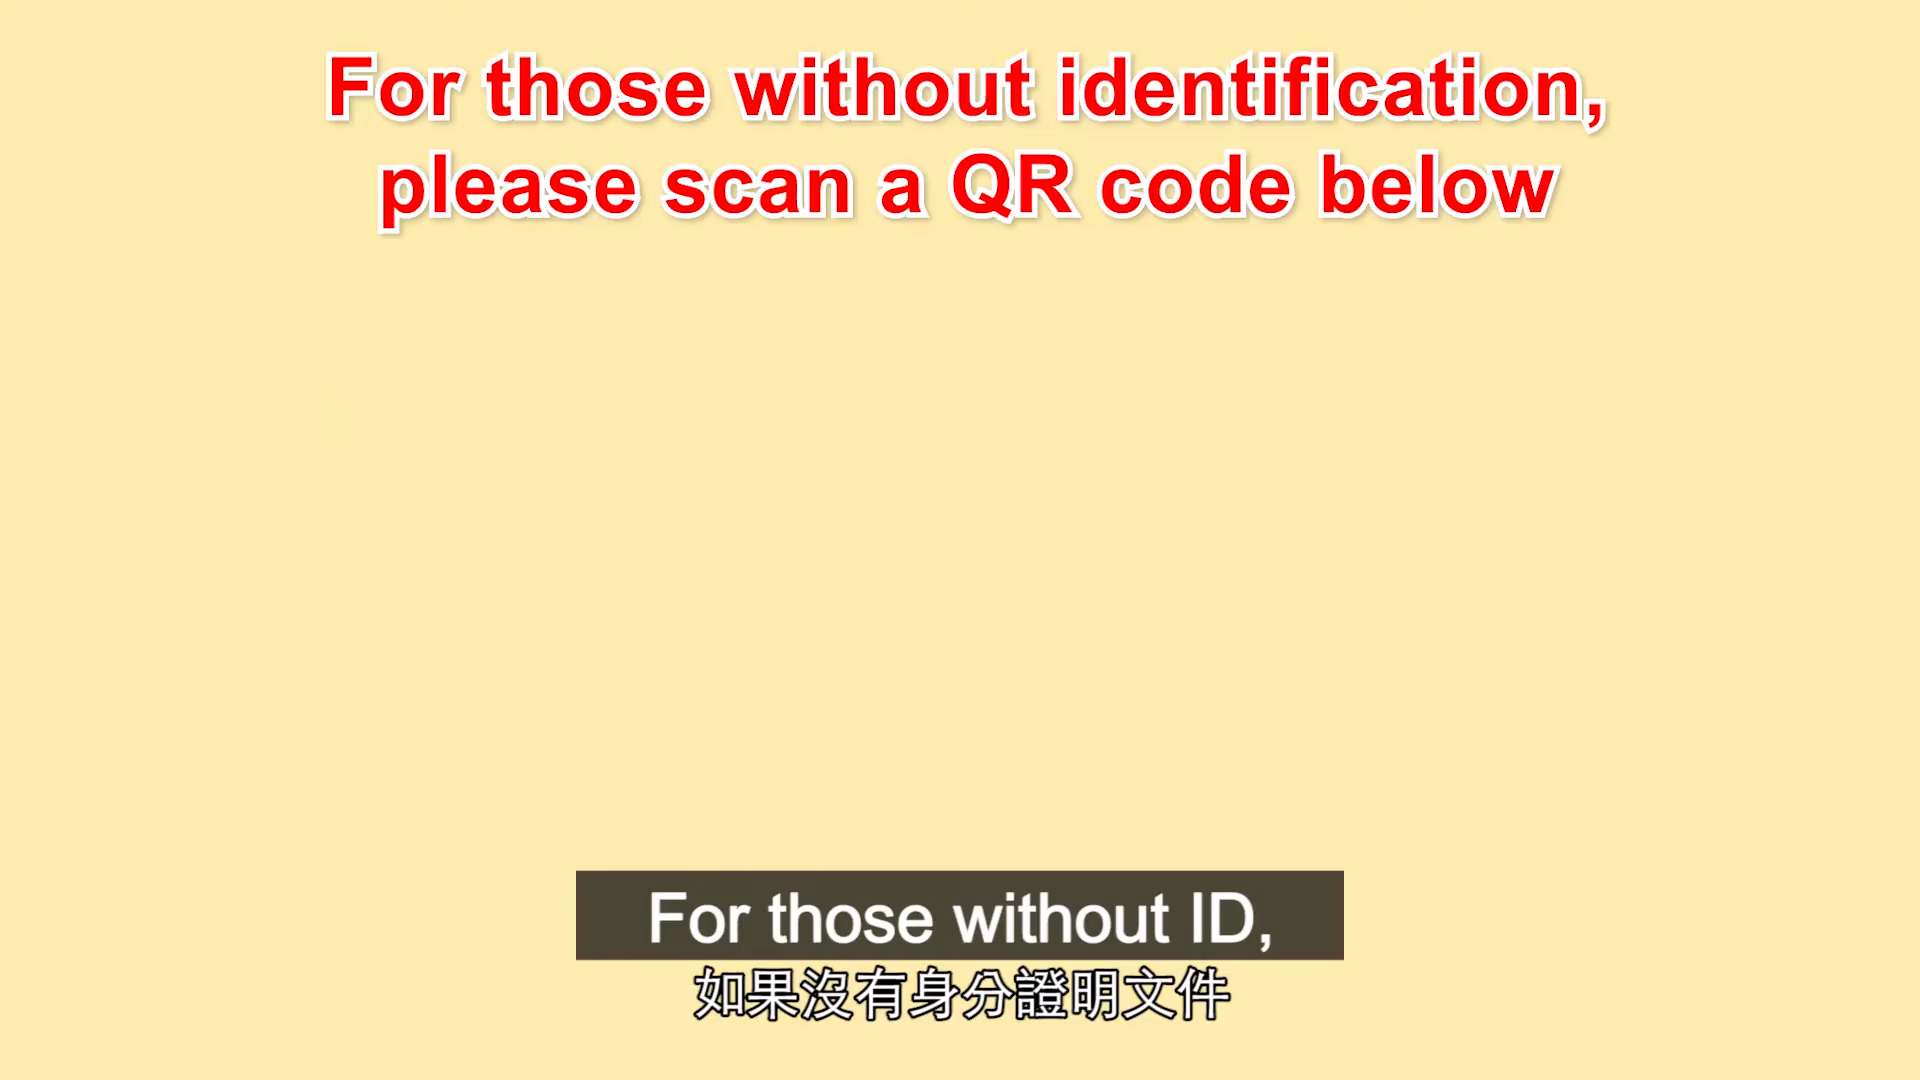 For those without identification,
please scan a QR code below
For those without ID,
如果沒有身分證明文件